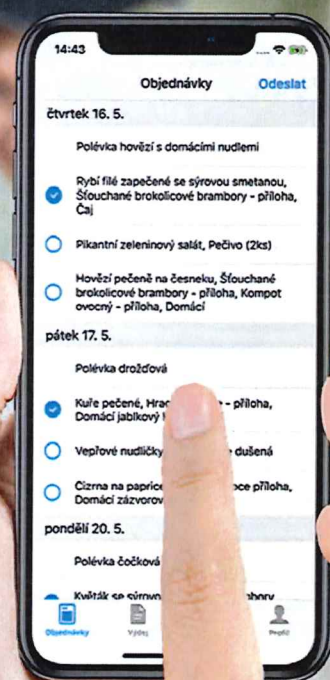 14:43
Objednávky Odeslat
čtvrtek 16. 5.
Polévka hovězí s domácími nudlemi
Rybí filé zapečené se sýrovou smetanou,
Šťouchané brokolicové brambory - příloha,
Čaj
Pikantní zeleninový salát, Pečivo (2ks)
Hovězí pečeně na česneku, Šťouchané
brokolicové brambory - příloha, Kompot
ovocný - příloha, Domácí
pátek 17. 5.
Polévka drožďová
Kuře pečené, - příloha,
Domácí jablkový
Vepřové nudličky dušená
Cizrna na paprice příloha,
Domácí
pondělí 20. 5.
Polévka čočková
Květák se
Objednávky Výdej Profil